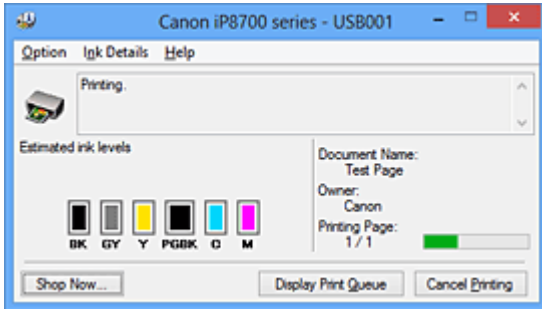 Canon iP8700 series - USB001
Option Ink Details Help
Printing.
Estimated ink levels
BK GY Y PGBK C M
Document Name:
Test Page
Owner:
Canon
Printing Page:
1 / 1
Shop Now... Display Print Queue Cancel Printing